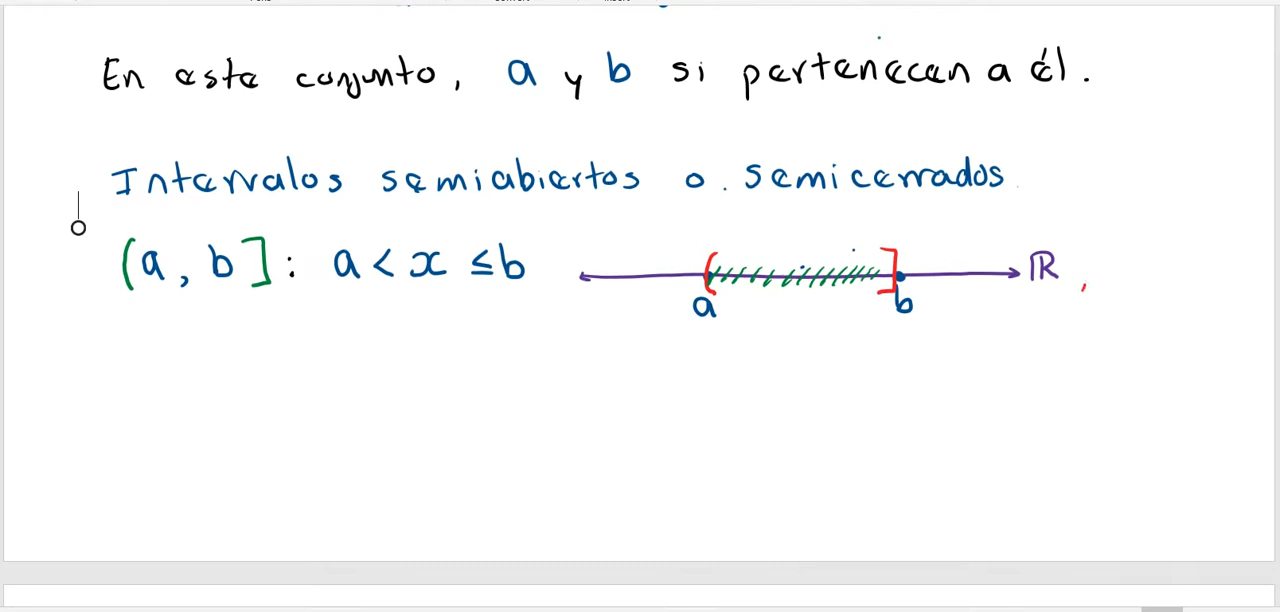 En este conjunto, a y b si pertenecen a él.
Intervalos semiabiertos o semicerrados
(a, b]: a < x ≤ b ( ] ℝ ,
a b